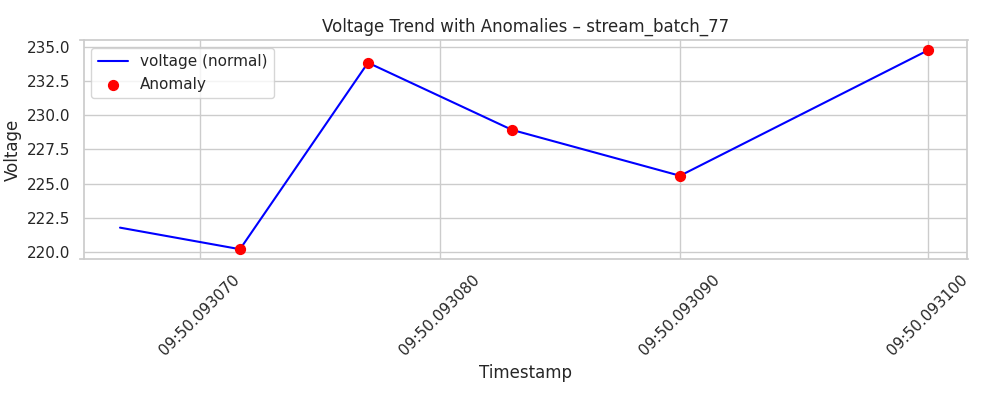 Voltage Trend with Anomalies – stream_batch_77
voltage (normal)
Anomaly
Voltage
235.0
232.5
230.0
227.5
225.0
222.5
220.0
09:50.093070
09:50.093080
09:50.093090
09:50.093100
Timestamp